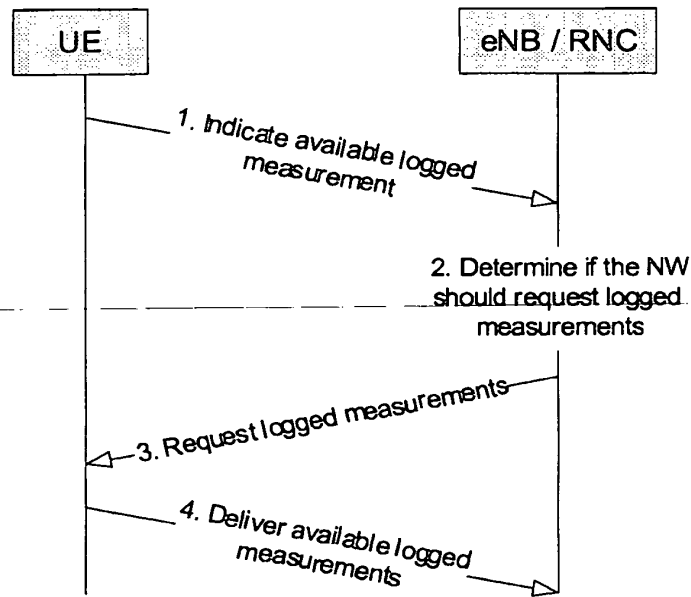 UE
eNB / RNC
1. Indicate available logged
measurement
2. Determine if the NW
should request logged
measurements
3. Request logged measurements
4. Deliver available logged
measurements